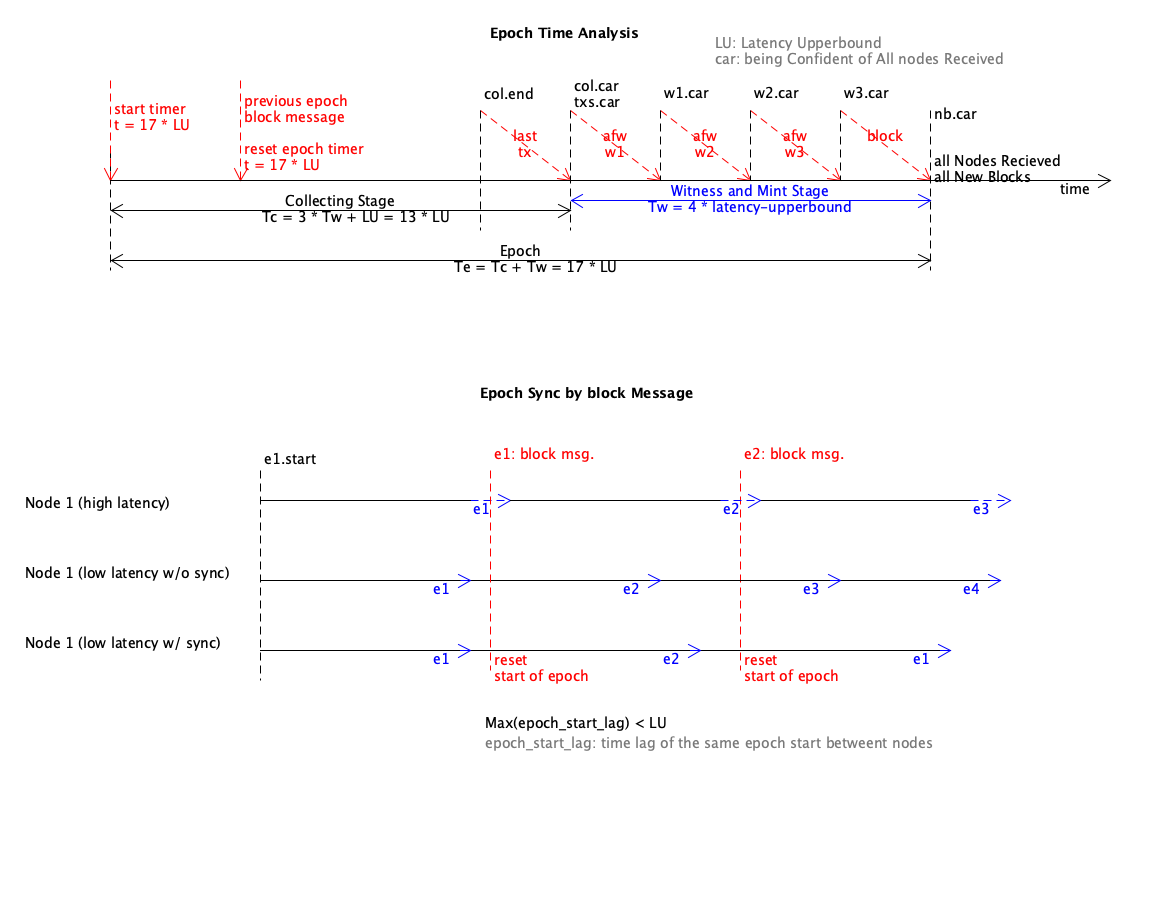 Epoch Time Analysis
LU: Latency Upperbound
car: being Confident of All nodes Received
start timer
t = 17 * LU
previous epoch
block message
reset epoch timer
t = 17 * LU
col.end
col.car
txs.car
w1.car
w2.car
w3.car
nb.car
last
tx
afw
w1
afw
w2
afw
w3
block
all Nodes Recieved
all New Blocks
time
Collecting Stage
Tc = 3 * Tw + LU = 13 * LU
Witness and Mint Stage
Tw = 4 * latency-upperbound
Epoch
Te = Tc + Tw = 17 * LU
Epoch Sync by block Message
e1.start
e1: block msg.
e2: block msg.
Node 1 (high latency)
e1
e2
e3
Node 1 (low latency w/o sync)
e1
e2
e3
e4
Node 1 (low latency w/ sync)
e1
e2
e1
reset
start of epoch
reset
start of epoch
Max(epoch_start_lag) < LU
epoch_start_lag: time lag of the same epoch start betweent nodes